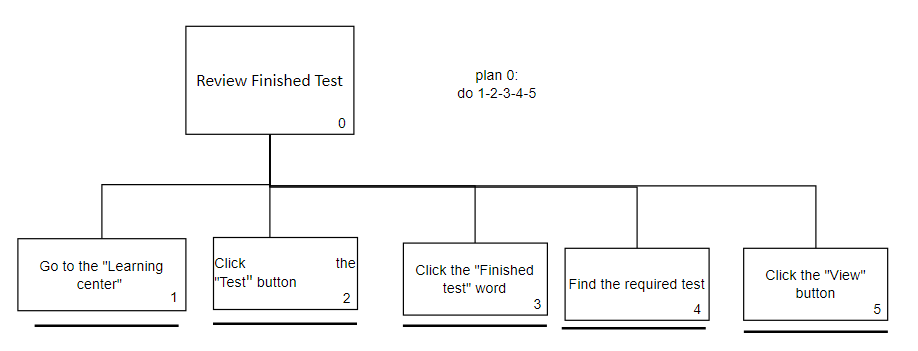 Review Finished Test
0
plan 0:
do 1-2-3-4-5
Go to the "Learning
center"
1
Click the
"Test" button
2
Click the "Finished
test" word
3
Find the required test
4
Click the "View"
button
5